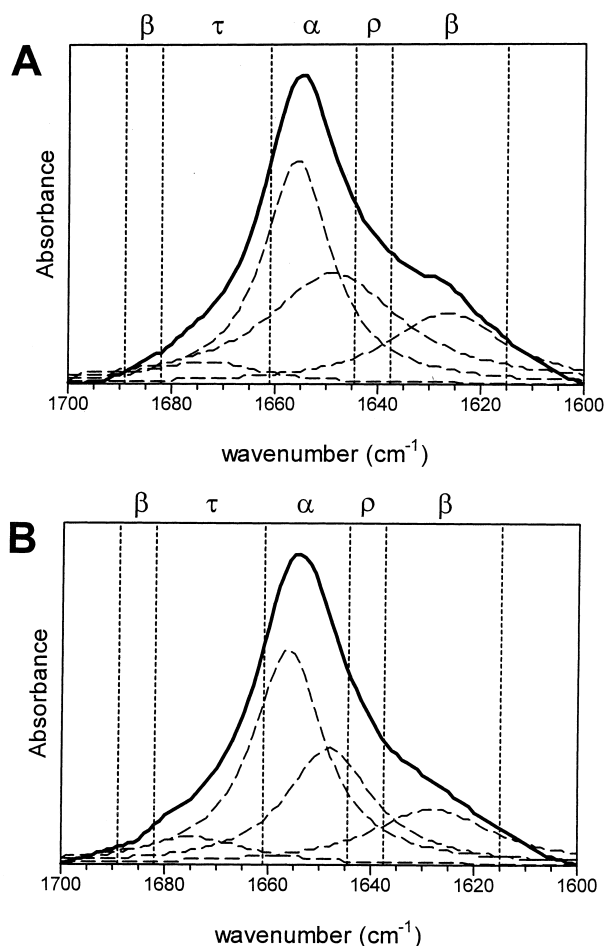 β τ α ρ β
A
Absorbance
1700 1680 1660 1640 1620 1600
wavenumber (cm⁻¹)
β τ α ρ β
B
Absorbance
1700 1680 1660 1640 1620 1600
wavenumber (cm⁻¹)